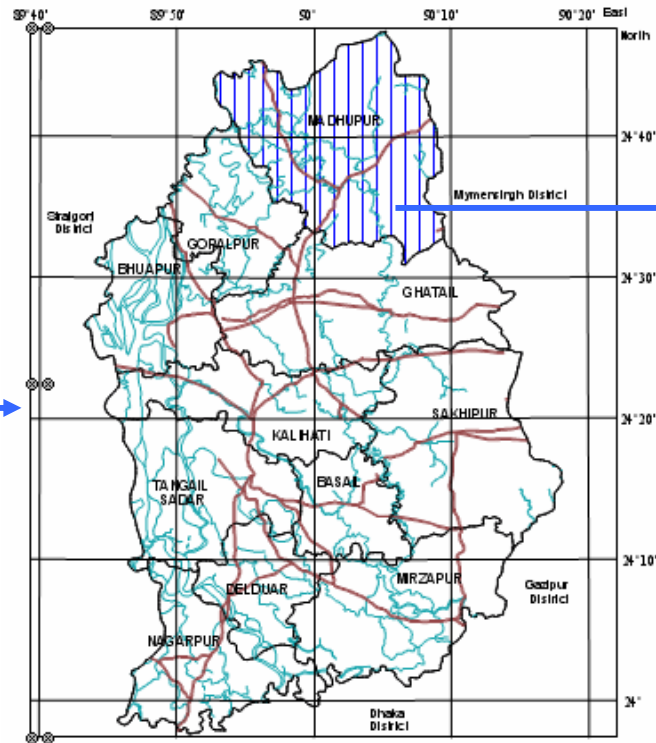 89°40' 89°50' 90°0' 90°10' 90°20' East
North
MADHUPUR
24°40'
Mymensingh District
Sirajgonj
District
GOPALPUR
BHUAPUR
24°30'
GHATAIL
SAKHIPUR
24°20'
KALIHATI
BASAIL
TANGAIL
SADAR
24°10'
MIRZAPUR
DELDUAR
Gazipur
District
NAGARPUR
24°
Dhaka
District